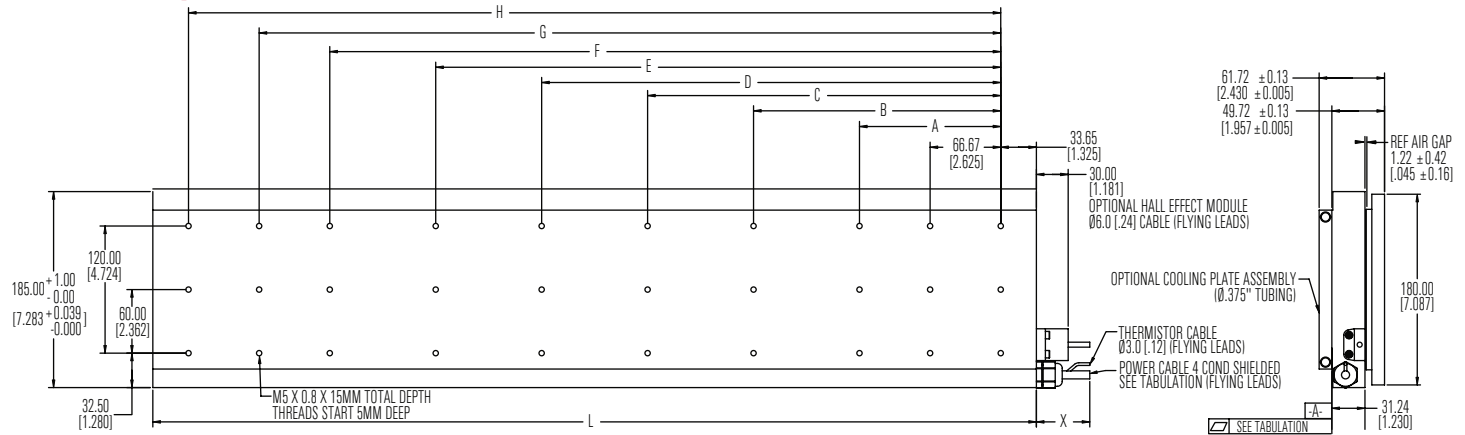 H
G
F
E
D
C
B
A
66.67
[2.625]
33.65
[1.325]
30.00
[1.181]
OPTIONAL HALL EFFECT MODULE
Ø6.0 [.24] CABLE (FLYING LEADS)
61.72 ±0.13
[2.430 ±0.005]
49.72 ±0.13
[1.957±0.005]
REF AIR GAP
1.22 ±0.42
[.045 ±0.16]
185.00 + 1.00
- 0.00
[7.283 +0.039
-0.000]
120.00
[4.724]
60.00
[2.362]
32.50
[1.280]
M5 X 0.8 X 15MM TOTAL DEPTH
THREADS START 5MM DEEP
L
X
OPTIONAL COOLING PLATE ASSEMBLY
(Ø.375" TUBING)
THERMISTOR CABLE
Ø3.0 [.12] (FLYING LEADS)
POWER CABLE 4 COND SHIELDED
SEE TABULATION (FLYING LEADS)
180.00
[7.087]
-A-
SEE TABULATION
31.24
[1.230]